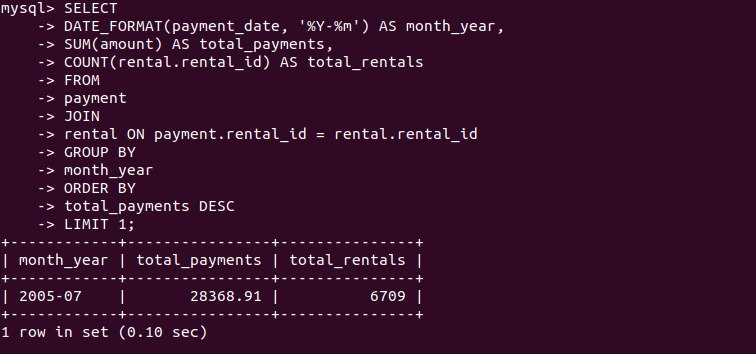 mysql> SELECT
    -> DATE_FORMAT(payment_date, '%Y-%m') AS month_year,
    -> SUM(amount) AS total_payments,
    -> COUNT(rental.rental_id) AS total_rentals
    -> FROM
    -> payment
    -> JOIN
    -> rental ON payment.rental_id = rental.rental_id
    -> GROUP BY
    -> month_year
    -> ORDER BY
    -> total_payments DESC
    -> LIMIT 1;
+------------+----------------+---------------+
| month_year | total_payments | total_rentals |
+------------+----------------+---------------+
| 2005-07    |       28368.91 |          6709 |
+------------+----------------+---------------+
1 row in set (0.10 sec)